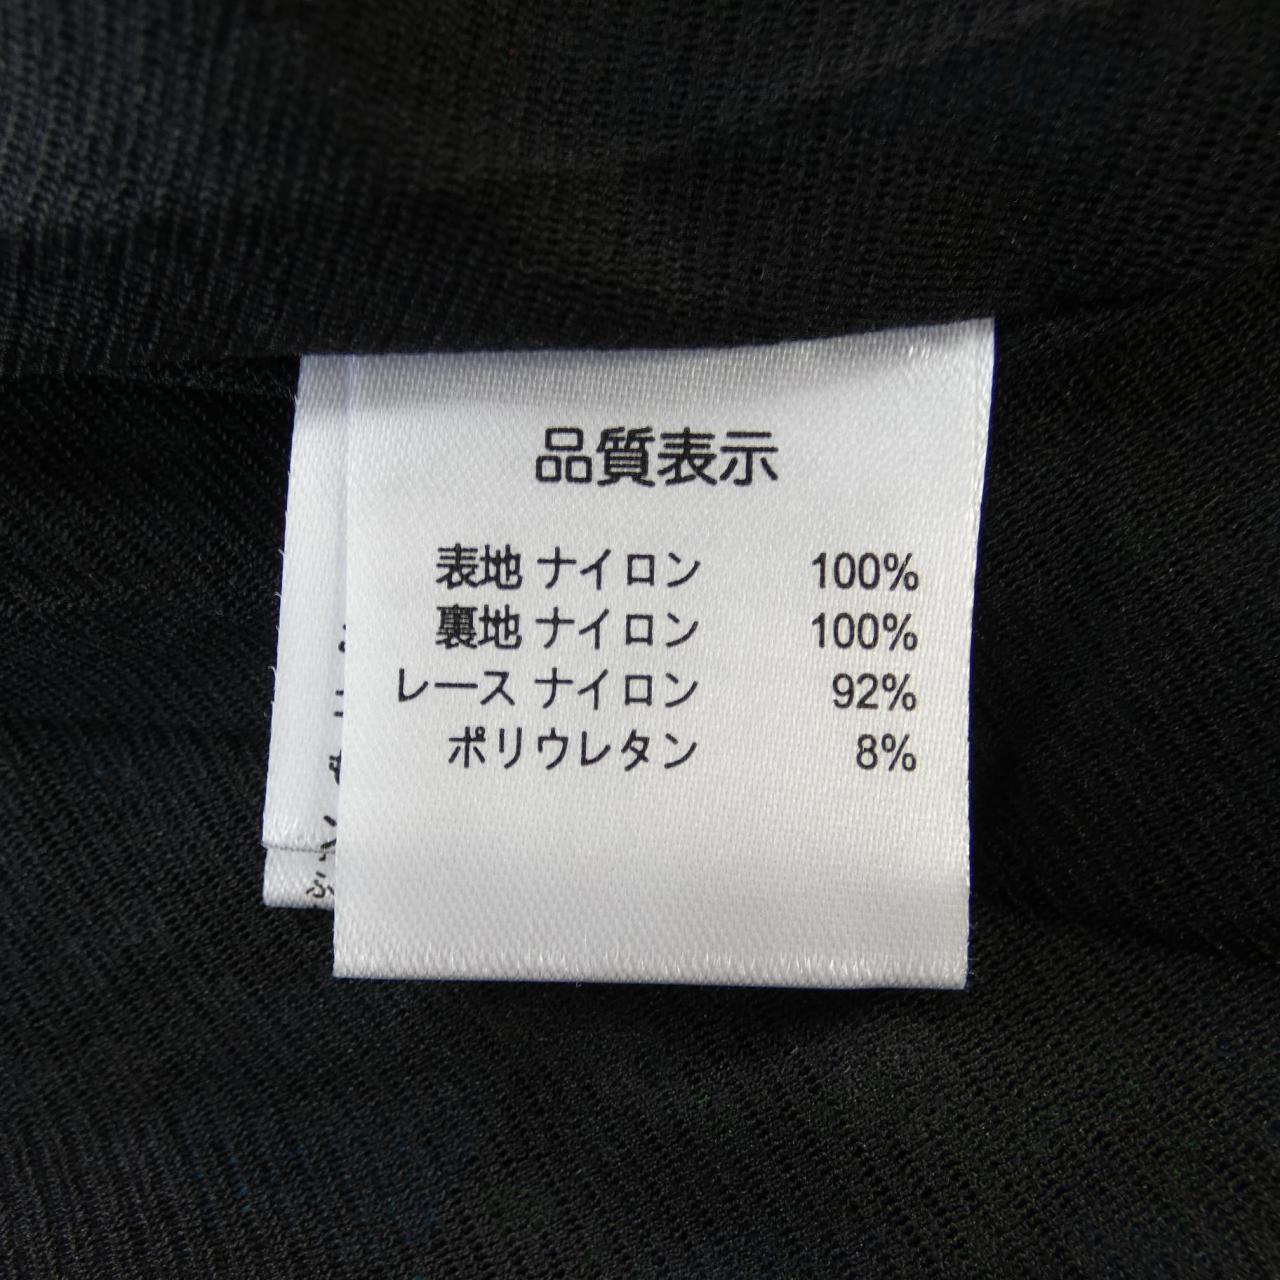 品質表示
表地 ナイロン 100%
裏地 ナイロン 100%
レース ナイロン 92%
ポリウレタン 8%